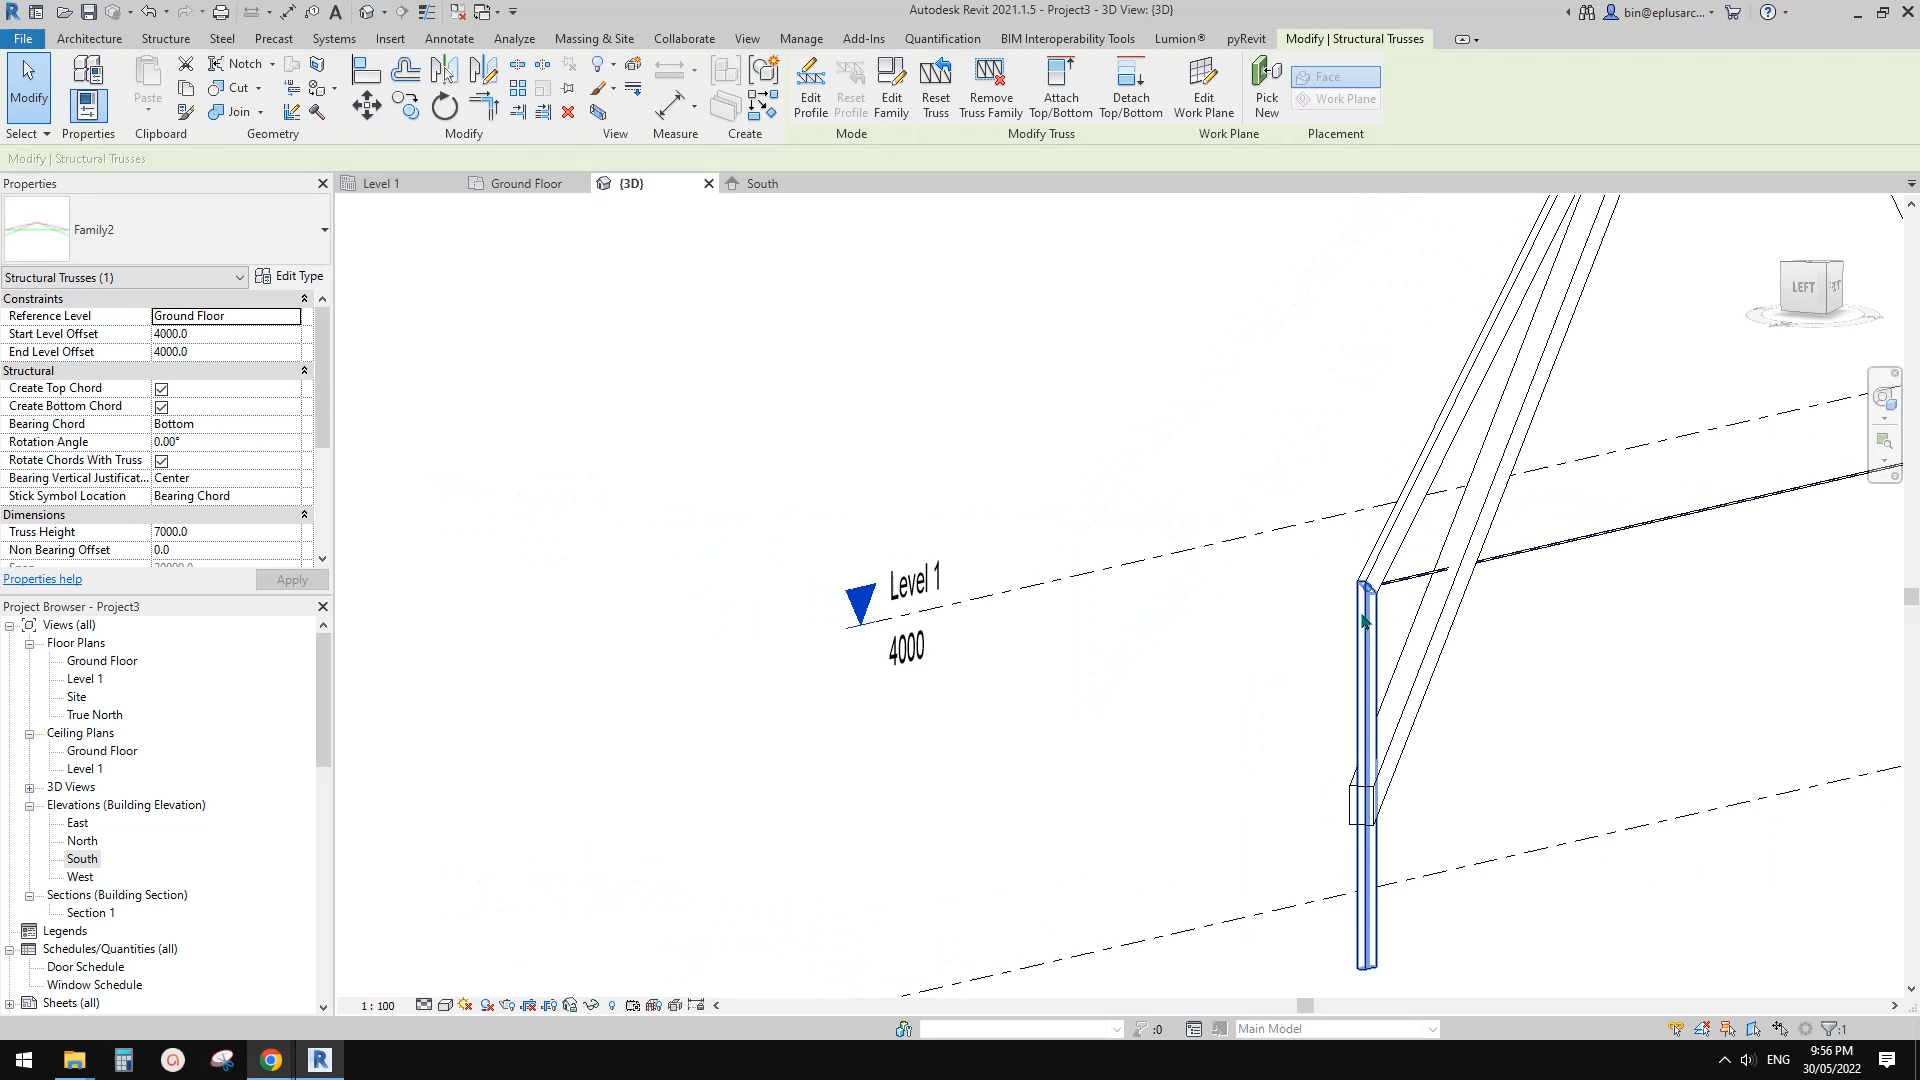 Autodesk Revit 2021.1.5 - Project3 - 3D View: {3D}
bin@eplusarc...
File Architecture Structure Steel Precast Systems Insert Annotate Analyze Massing & Site Collaborate View Manage Add-Ins Quantification BIM Interoperability Tools Lumion® pyRevit Modify | Structural Trusses
Modify
Paste
Notch
Cut
Join
Edit Profile
Reset Profile
Edit Family
Reset Truss
Remove Truss Family
Attach Top/Bottom
Detach Top/Bottom
Edit Work Plane
Pick New
Face
Work Plane
Select Properties Clipboard Geometry Modify View Measure Create Mode Modify Truss Work Plane Placement
Modify | Structural Trusses
Properties
Level 1 Ground Floor {3D} South
Family2
Structural Trusses (1) Edit Type
Constraints
Reference Level Ground Floor
Start Level Offset 4000.0
End Level Offset 4000.0
Structural
Create Top Chord
Create Bottom Chord
Bearing Chord Bottom
Rotation Angle 0.00°
Rotate Chords With Truss
Bearing Vertical Justificat... Center
Stick Symbol Location Bearing Chord
Dimensions
Truss Height 7000.0
Non Bearing Offset 0.0
Properties help Apply
Project Browser - Project3
Views (all)
Floor Plans
Ground Floor
Level 1
Site
True North
Ceiling Plans
Ground Floor
Level 1
3D Views
Elevations (Building Elevation)
East
North
South
West
Sections (Building Section)
Section 1
Legends
Schedules/Quantities (all)
Door Schedule
Window Schedule
Sheets (all)
Level 1
4000
LEFT
1 : 100
:0
Main Model
:1
ENG
9:56 PM
30/05/2022